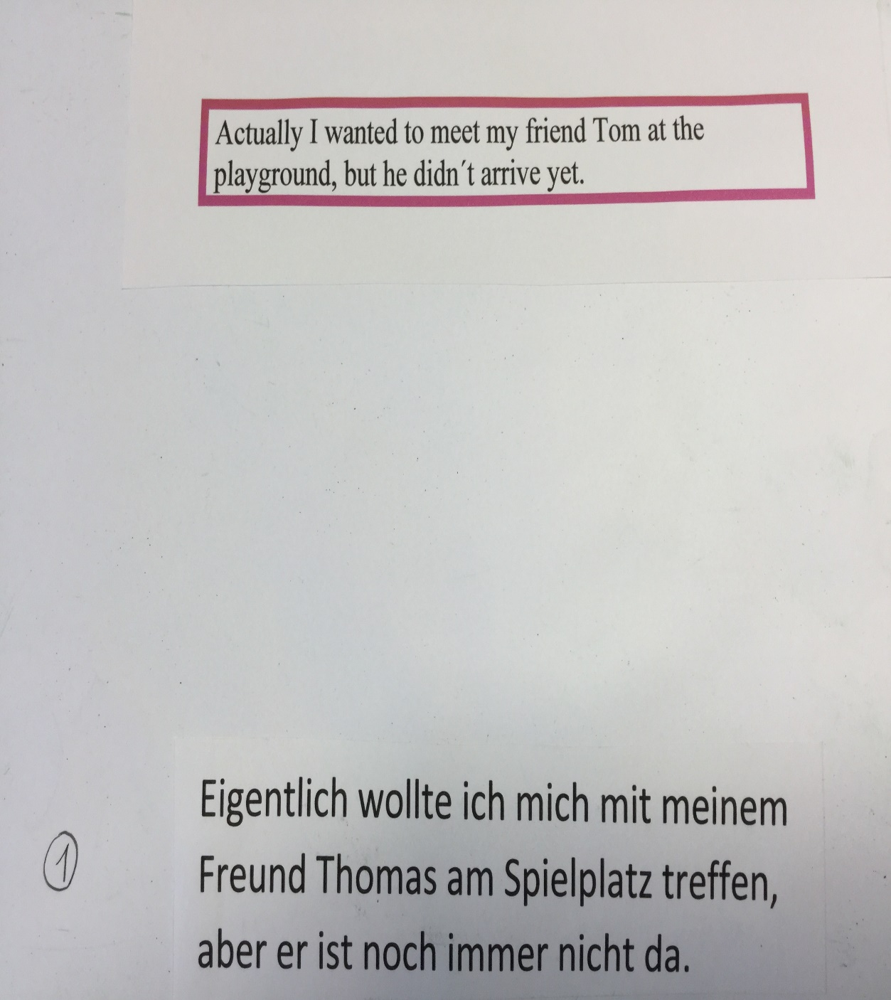 Actually I wanted to meet my friend Tom at the
playground, but he didn´t arrive yet.
Eigentlich wollte ich mich mit meinem
1
Freund Thomas am Spielplatz treffen,
aber er ist noch immer nicht da.